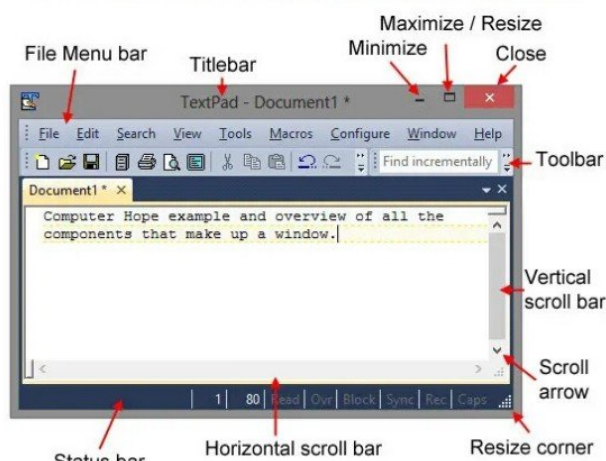 Maximize / Resize
File Menu bar Titlebar Minimize Close
TextPad - Document1 *
File Edit Search View Tools Macros Configure Window Help
Find incrementally Toolbar
Document1 *
Computer Hope example and overview of all the
components that make up a window.
Vertical
scroll bar
Scroll
arrow
1 80 Read Ovr Block Sync Rec Caps
Status bar Horizontal scroll bar Resize corner